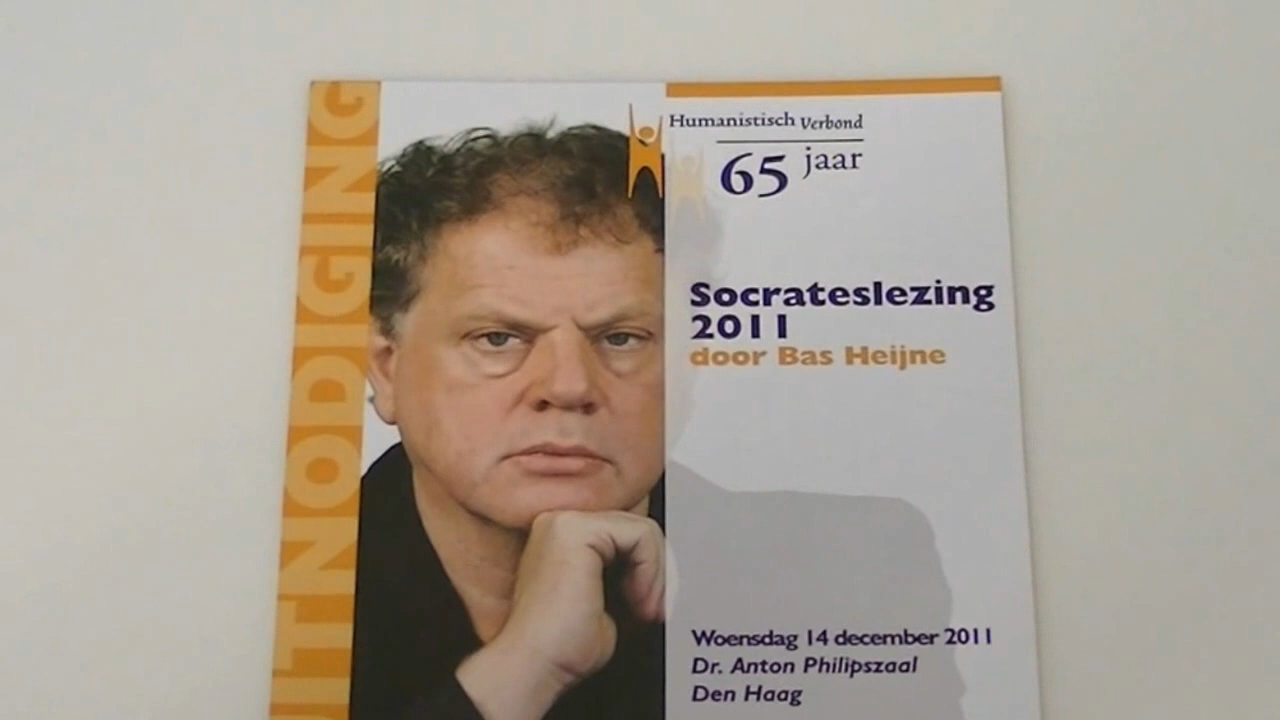 UITNODIGING
Humanistisch Verbond
65 jaar
Socrateslezing
2011
door Bas Heijne
Woensdag 14 december 2011
Dr. Anton Philipszaal
Den Haag